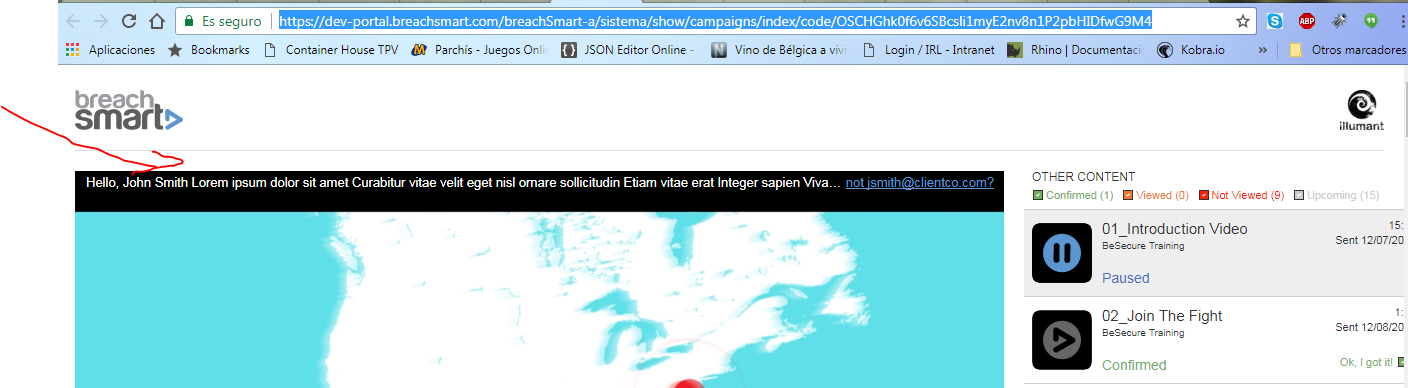 Es seguro https://dev-portal.breachsmart.com/breachSmart-a/sistema/show/campaigns/index/code/OSCHGhk0f6v6SBcsli1myE2nv8n1P2pbHIDfwG9M4
Aplicaciones Bookmarks Container House TPV Parchís - Juegos Onli JSON Editor Online - Vino de Bélgica a vivi Login / IRL - Intranet Rhino | Documentaci Kobra.io » Otros marcadores
breach
smart
illumant
Hello, John Smith Lorem ipsum dolor sit amet Curabitur vitae velit eget nisl ornare sollicitudin Etiam vitae erat Integer sapien Viva... not jsmith@clientco.com?
OTHER CONTENT
Confirmed (1) Viewed (0) Not Viewed (9) Upcoming (15)
01_Introduction Video 15:
BeSecure Training Sent 12/07/20
Paused
02_Join The Fight 1:
BeSecure Training Sent 12/08/20
Confirmed Ok, I got it!